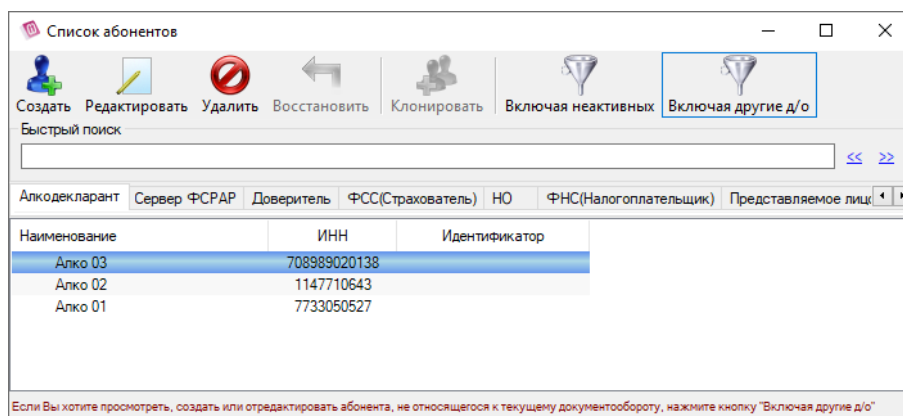 Список абонентов
Создать Редактировать Удалить Восстановить Клонировать Включая неактивных Включая другие д/о
Быстрый поиск
<< >>
Алкодекларант Сервер ФСРАР Доверитель ФСС(Страхователь) НО ФНС(Налогоплательщик) Представляемое лицо
Наименование ИНН Идентификатор
Алко 03 708989020138
Алко 02 1147710643
Алко 01 7733050527
Если Вы хотите просмотреть, создать или отредактировать абонента, не относящегося к текущему документообороту, нажмите кнопку "Включая другие д/о"